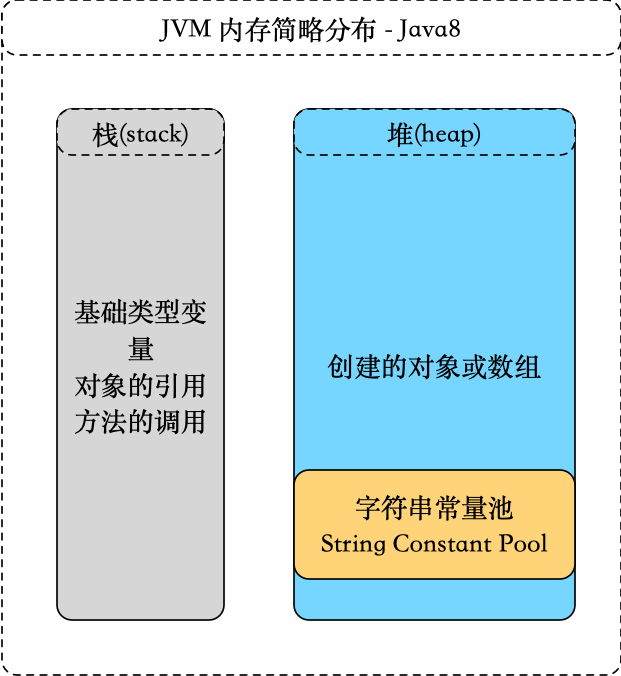 JVM 内存简略分布 - Java8
栈(stack)
基础类型变
量
对象的引用
方法的调用
堆(heap)
创建的对象或数组
字符串常量池
String Constant Pool